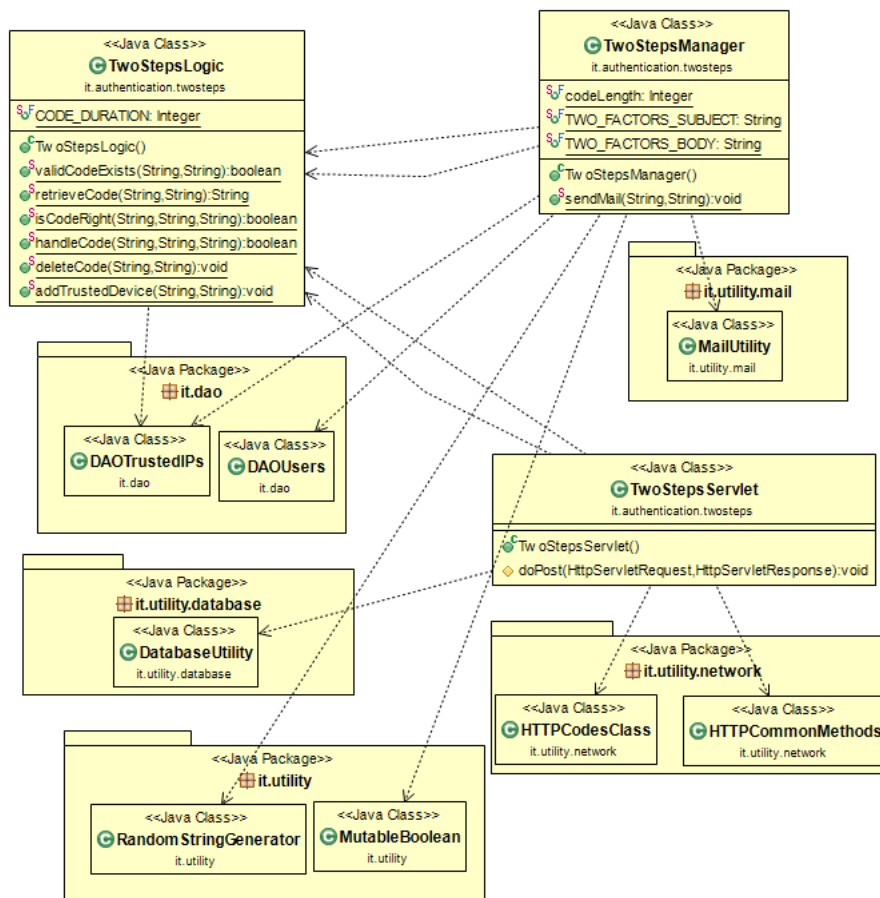 <<Java Class>>
TwoStepsLogic
it.authentication.twosteps
CODE_DURATION: Integer
TwoStepsLogic()
validCodeExists(String,String):boolean
retrieveCode(String,String):String
isCodeRight(String,String,String):boolean
handleCode(String,String,String):boolean
deleteCode(String,String):void
addTrustedDevice(String,String):void
<<Java Class>>
TwoStepsManager
it.authentication.twosteps
codeLength: Integer
TWO_FACTORS_SUBJECT: String
TWO_FACTORS_BODY: String
TwoStepsManager()
sendMail(String,String):void
<<Java Package>>
it.utility.mail
<<Java Class>>
MailUtility
it.utility.mail
<<Java Package>>
it.dao
<<Java Class>>
DAOTrustedIPs
it.dao
<<Java Class>>
DAOUsers
it.dao
<<Java Class>>
TwoStepsServlet
it.authentication.twosteps
TwoStepsServlet()
doPost(HttpServletRequest,HttpServletResponse):void
<<Java Package>>
it.utility.database
<<Java Class>>
DatabaseUtility
it.utility.database
<<Java Package>>
it.utility.network
<<Java Class>>
HTTPCodesClass
it.utility.network
<<Java Class>>
HTTPCommonMethods
it.utility.network
<<Java Package>>
it.utility
<<Java Class>>
RandomStringGenerator
it.utility
<<Java Class>>
MutableBoolean
it.utility